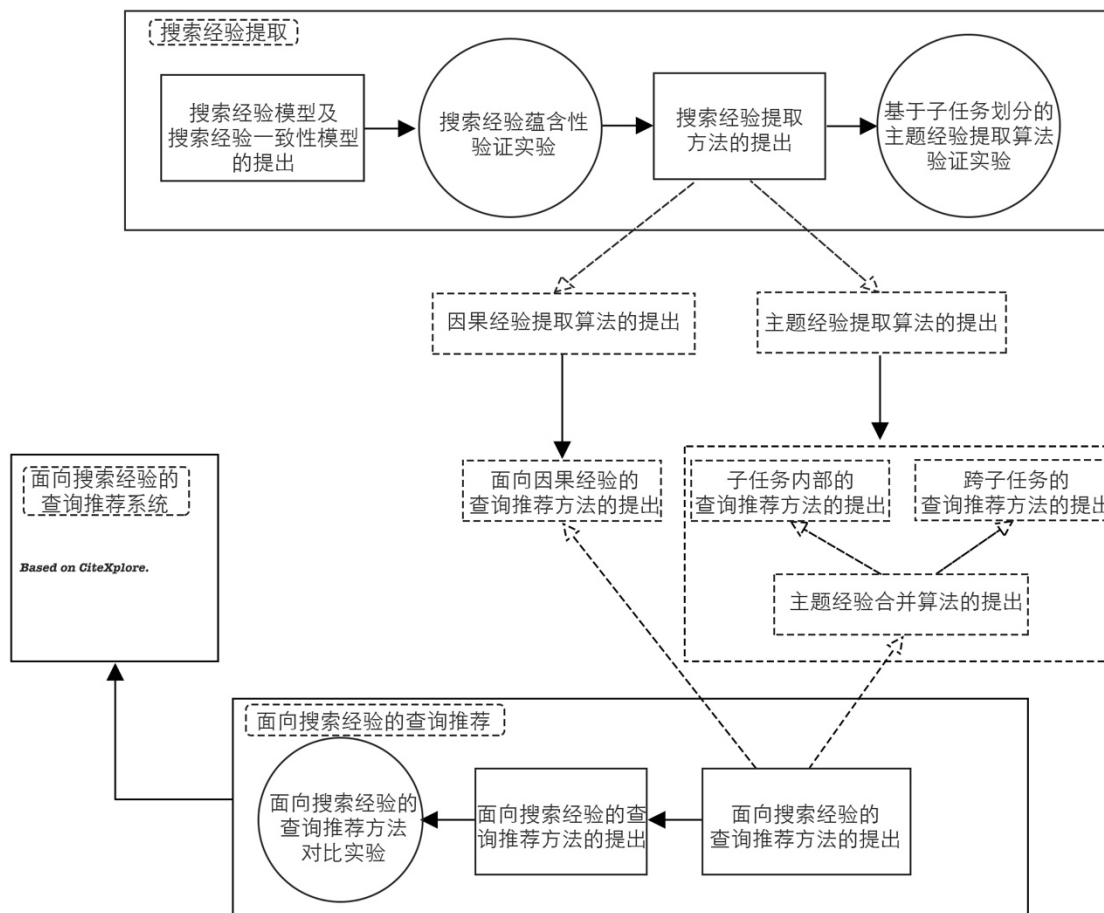 搜索经验提取
搜索经验模型及
搜索经验一致性模型
的提出
搜索经验蕴含性
验证实验
搜索经验提取
方法的提出
基于子任务划分的
主题经验提取算法
验证实验
因果经验提取算法的提出
主题经验提取算法的提出
面向搜索经验的
查询推荐系统
Based on CiteXplore.
面向因果经验的
查询推荐方法的提出
子任务内部的
查询推荐方法的提出
跨子任务的
查询推荐方法的提出
主题经验合并算法的提出
面向搜索经验的查询推荐
面向搜索经验的
查询推荐方法
对比实验
面向搜索经验的查
询推荐方法的提出
面向搜索经验的
查询推荐方法的提出